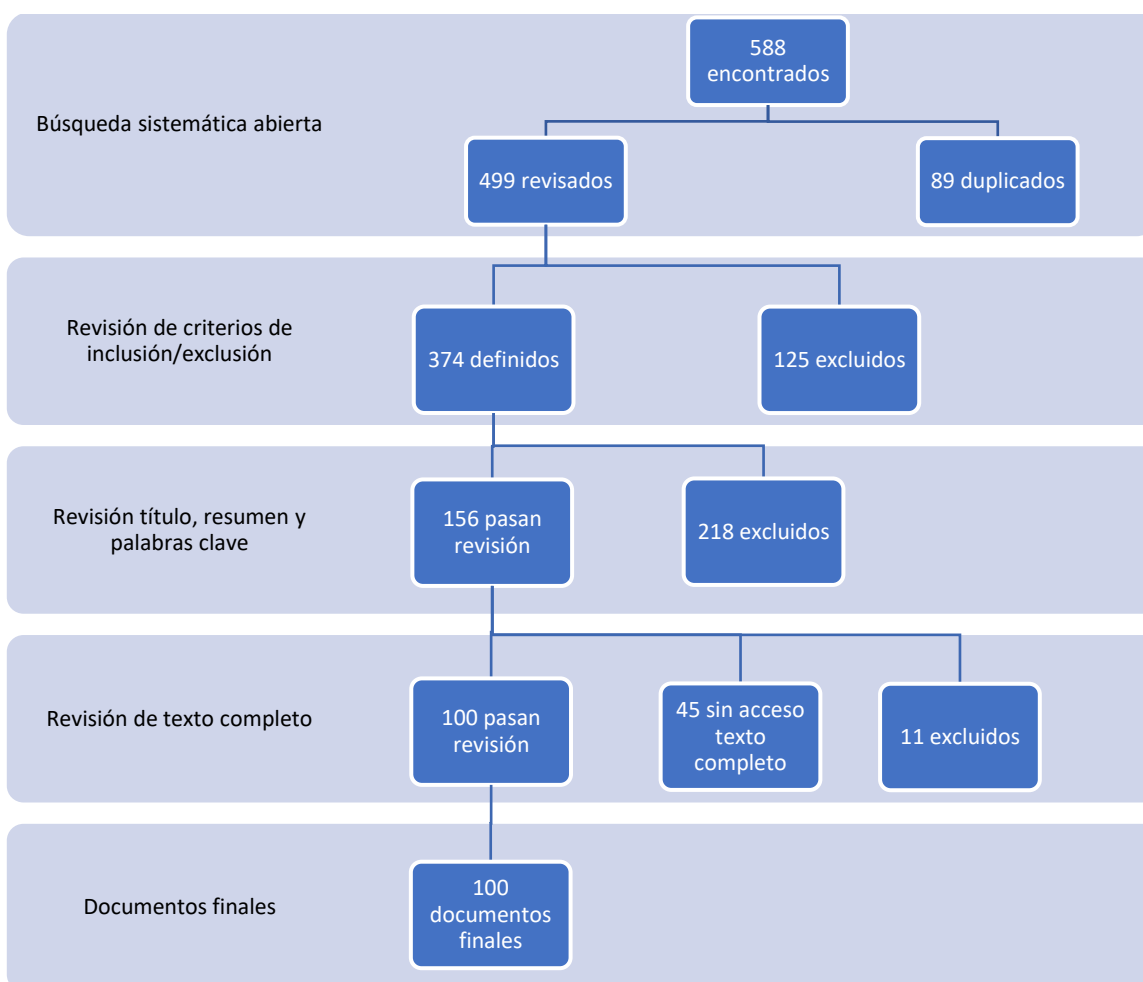 588
encontrados
Búsqueda sistemática abierta
499 revisados
89 duplicados
Revisión de criterios de
inclusión/exclusión
374 definidos
125 excluidos
Revisión título, resumen y
palabras clave
156 pasan
revisión
218 excluidos
Revisión de texto completo
100 pasan
revisión
45 sin acceso
texto
completo
11 excluidos
Documentos finales
100
documentos
finales